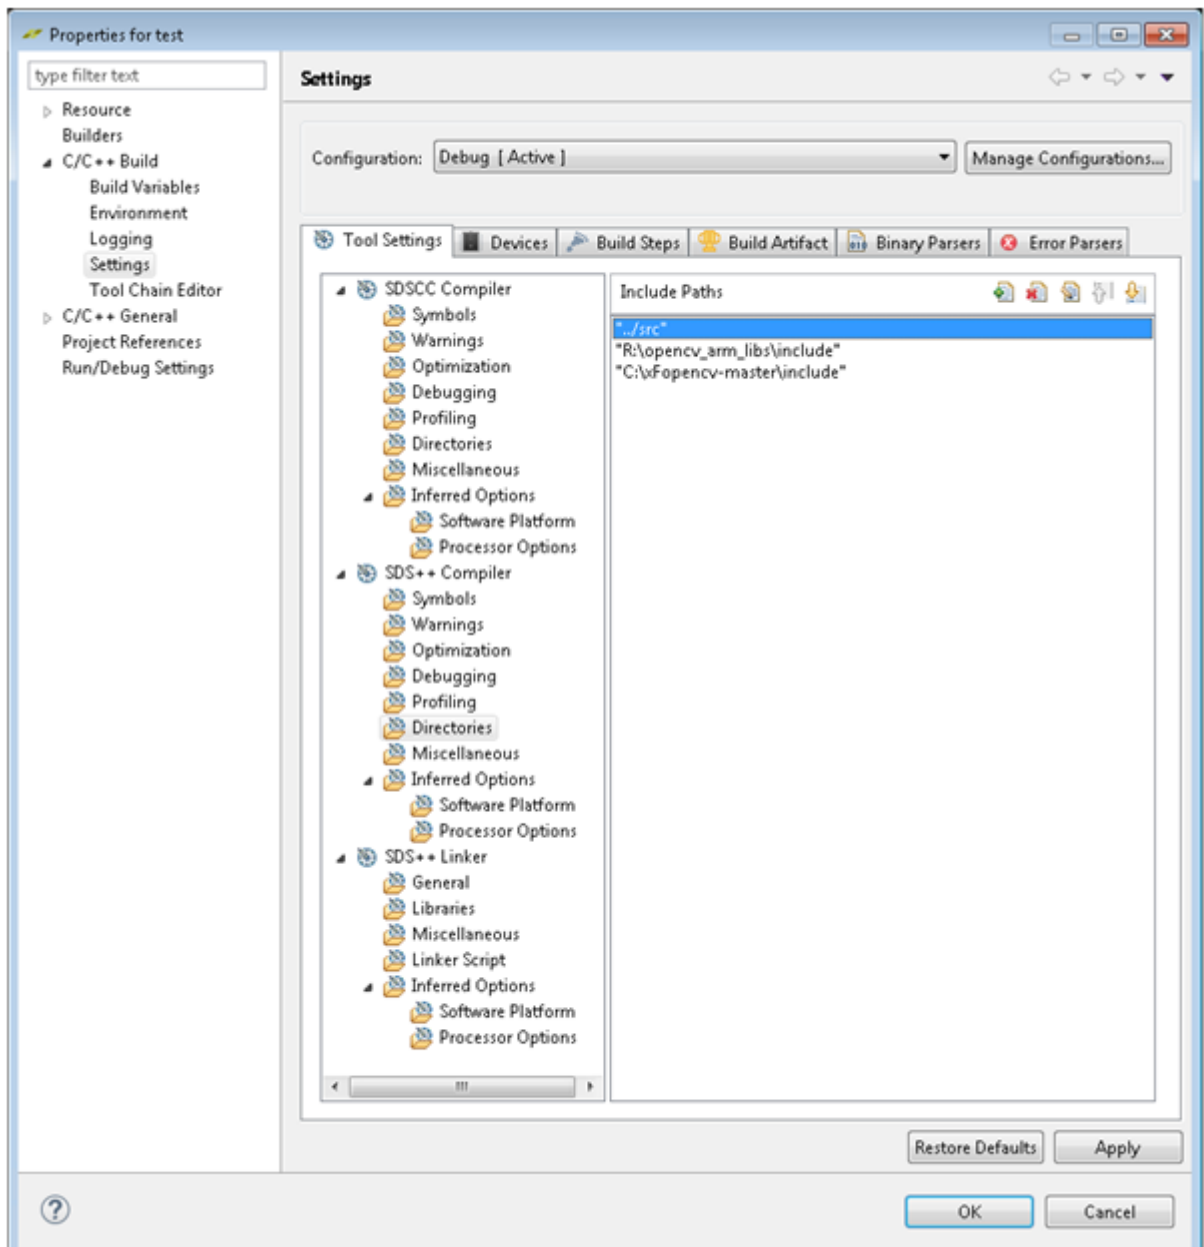 Properties for test
type filter text
Resource
Builders
C/C++ Build
Build Variables
Environment
Logging
Settings
Tool Chain Editor
C/C++ General
Project References
Run/Debug Settings
Settings
Configuration: Debug [ Active ] Manage Configurations...
Tool Settings Devices Build Steps Build Artifact Binary Parsers Error Parsers
SDSCC Compiler
Symbols
Warnings
Optimization
Debugging
Profiling
Directories
Miscellaneous
Inferred Options
Software Platform
Processor Options
SDS++ Compiler
Symbols
Warnings
Optimization
Debugging
Profiling
Directories
Miscellaneous
Inferred Options
Software Platform
Processor Options
SDS++ Linker
General
Libraries
Miscellaneous
Linker Script
Inferred Options
Software Platform
Processor Options
Include Paths
"../src"
"R:\opencv_arm_libs\include"
"C:\xFopencv-master\include"
Restore Defaults Apply
OK Cancel